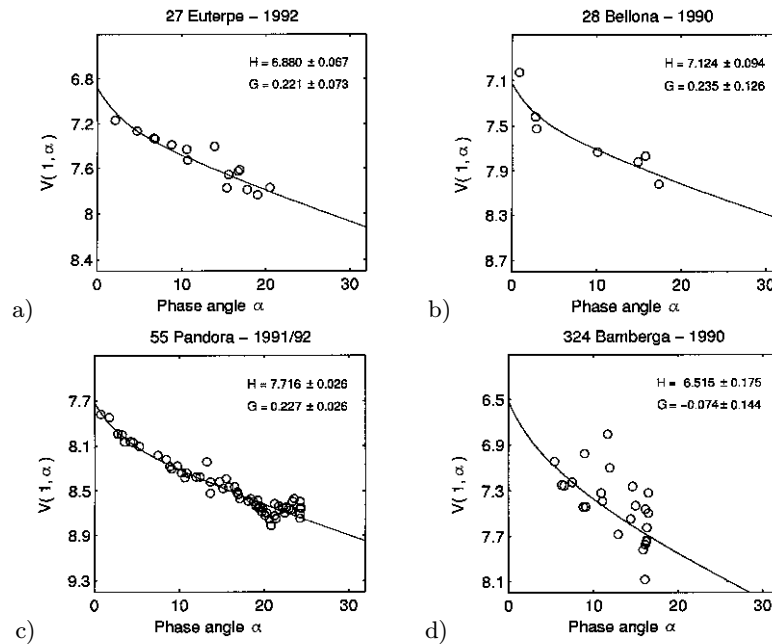 27 Euterpe – 1992
H = 6.880 ± 0.067
G = 0.221 ± 0.073
6.8
7.2
7.6
8
8.4
V( 1, α )
0
10
20
30
Phase angle α
a)
28 Bellona – 1990
H = 7.124 ± 0.094
G = 0.235 ± 0.126
7.1
7.5
7.9
8.3
8.7
V( 1, α )
0
10
20
30
Phase angle α
b)
55 Pandora – 1991/92
H = 7.716 ± 0.026
G = 0.227 ± 0.026
7.7
8.1
8.5
8.9
9.3
V( 1, α )
0
10
20
30
Phase angle α
c)
324 Bamberga – 1990
H = 6.515 ± 0.175
G = −0.074 ± 0.144
6.5
6.9
7.3
7.7
8.1
V( 1, α )
0
10
20
30
Phase angle α
d)